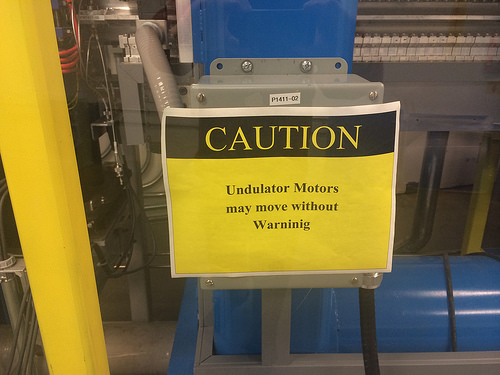 P1411-02
CAUTION
Undulator Motors
may move without
Warninig